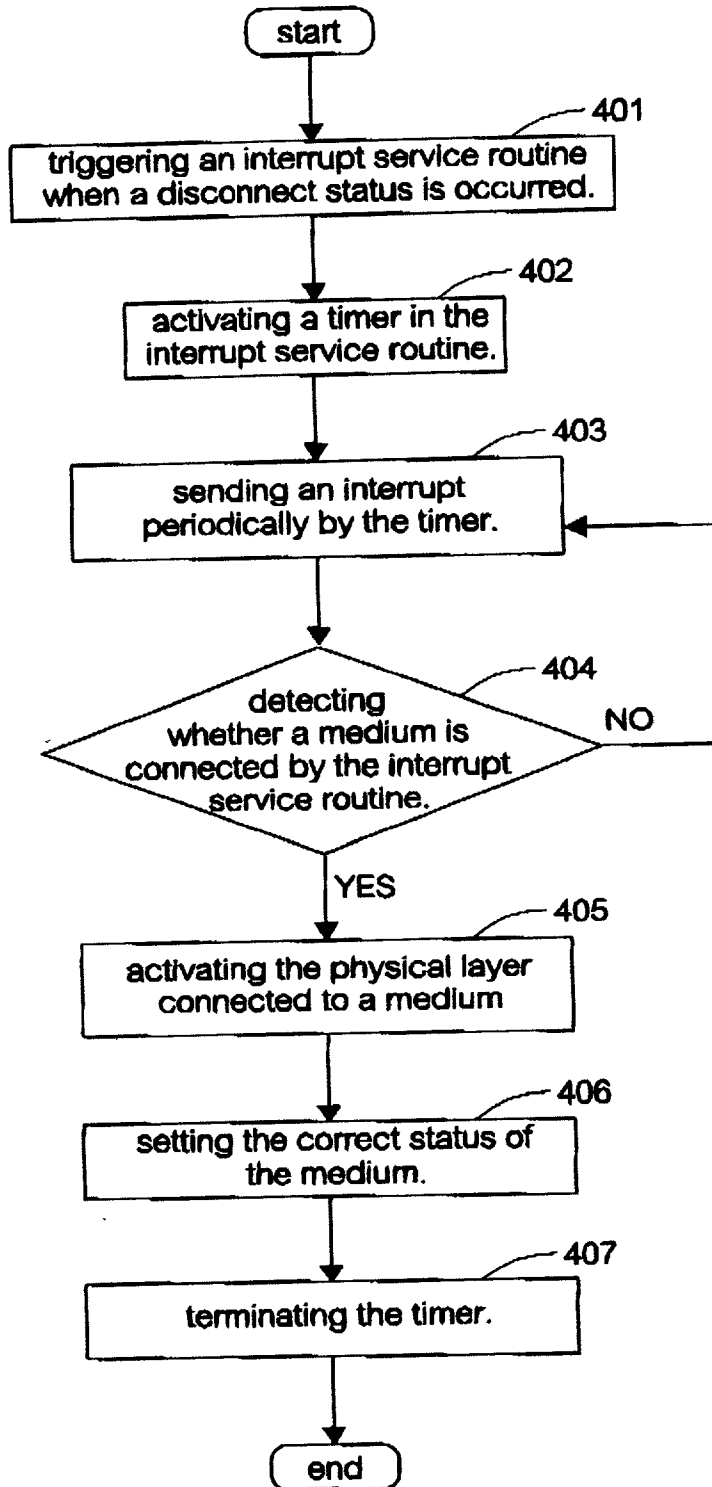 start
401
triggering an interrupt service routine
when a disconnect status is occurred.
402
activating a timer in the
interrupt service routine.
403
sending an interrupt
periodically by the timer.
404
detecting
whether a medium is
connected by the interrupt
service routine.
NO
YES
405
activating the physical layer
connected to a medium
406
setting the correct status of
the medium.
407
terminating the timer.
end